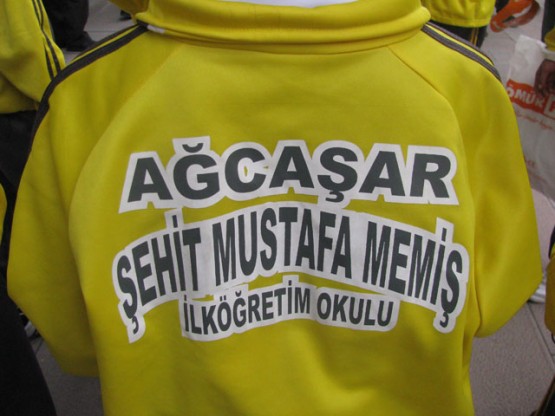 AĞCAŞAR
ŞEHİT MUSTAFA MEMİŞ
İLKÖĞRETİM OKULU